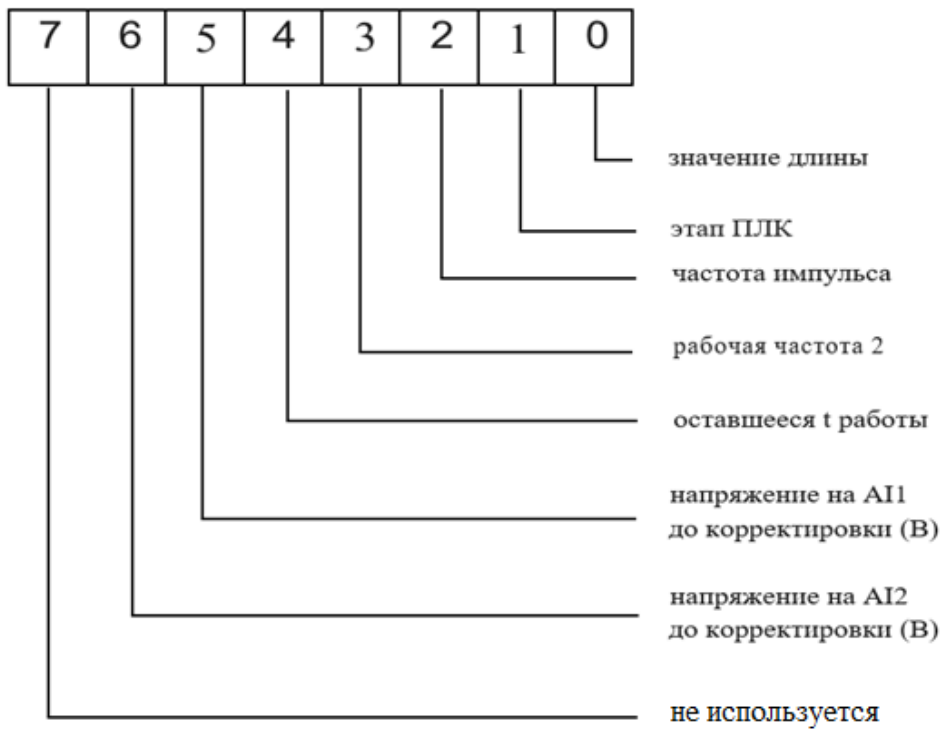 7 6 5 4 3 2 1 0
значение длины
этап ПЛК
частота импульса
рабочая частота 2
оставшееся t работы
напряжение на AI1
до корректировки (В)
напряжение на AI2
до корректировки (В)
не используется